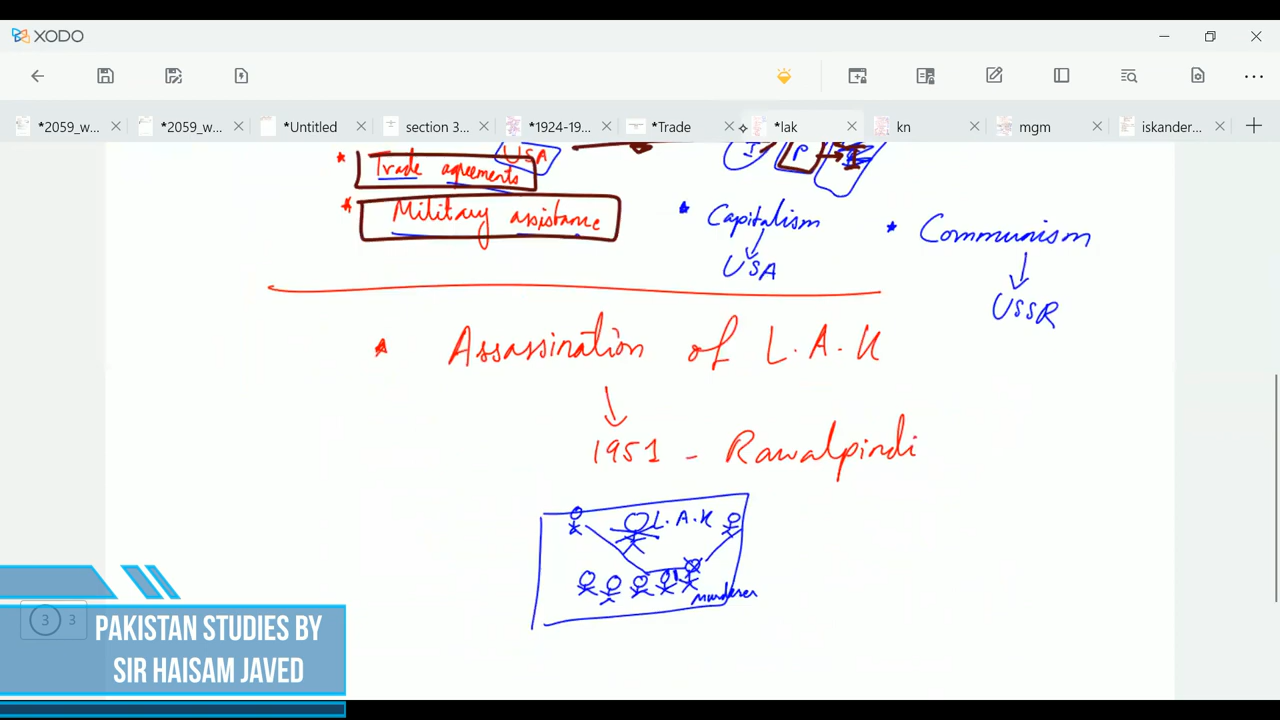 XODO
*2059_w...
*2059_w...
*Untitled
section 3...
*1924-19...
*Trade
*lak
kn
mgm
iskander...
USA
I
P
* Trade agreements
* Military assistance
* Capitalism
USA
* Communism
USSR
* Assassination of L.A.K
1951 - Rawalpindi
L.A.K
murderer
3 3
PAKISTAN STUDIES BY
SIR HAISAM JAVED